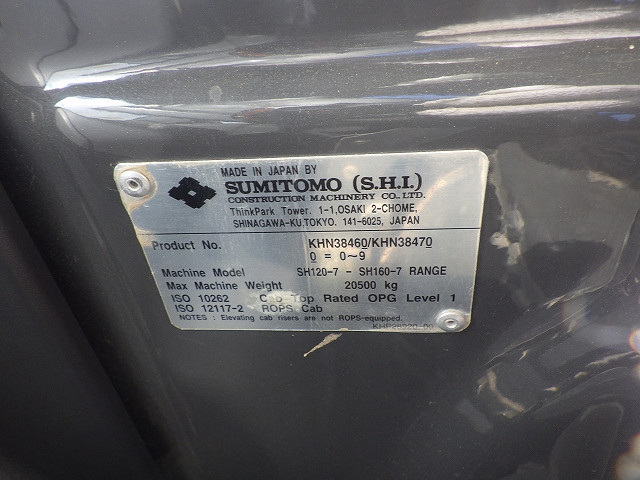 MADE IN JAPAN BY
SUMITOMO (S.H.I.)
CONSTRUCTION MACHINERY CO., LTD.
ThinkPark Tower. 1-1,OSAKI 2-CHOME,
SHINAGAWA-KU,TOKYO. 141-6025, JAPAN
Product No. KHN38460/KHN38470
0 = 0~9
Machine Model SH120-7 - SH160-7 RANGE
Max Machine Weight 20500 kg
ISO 10262 Cab Top Rated OPG Level 1
ISO 12117-2 ROPS Cab
NOTES : Elevating cab risers are not ROPS-equipped.